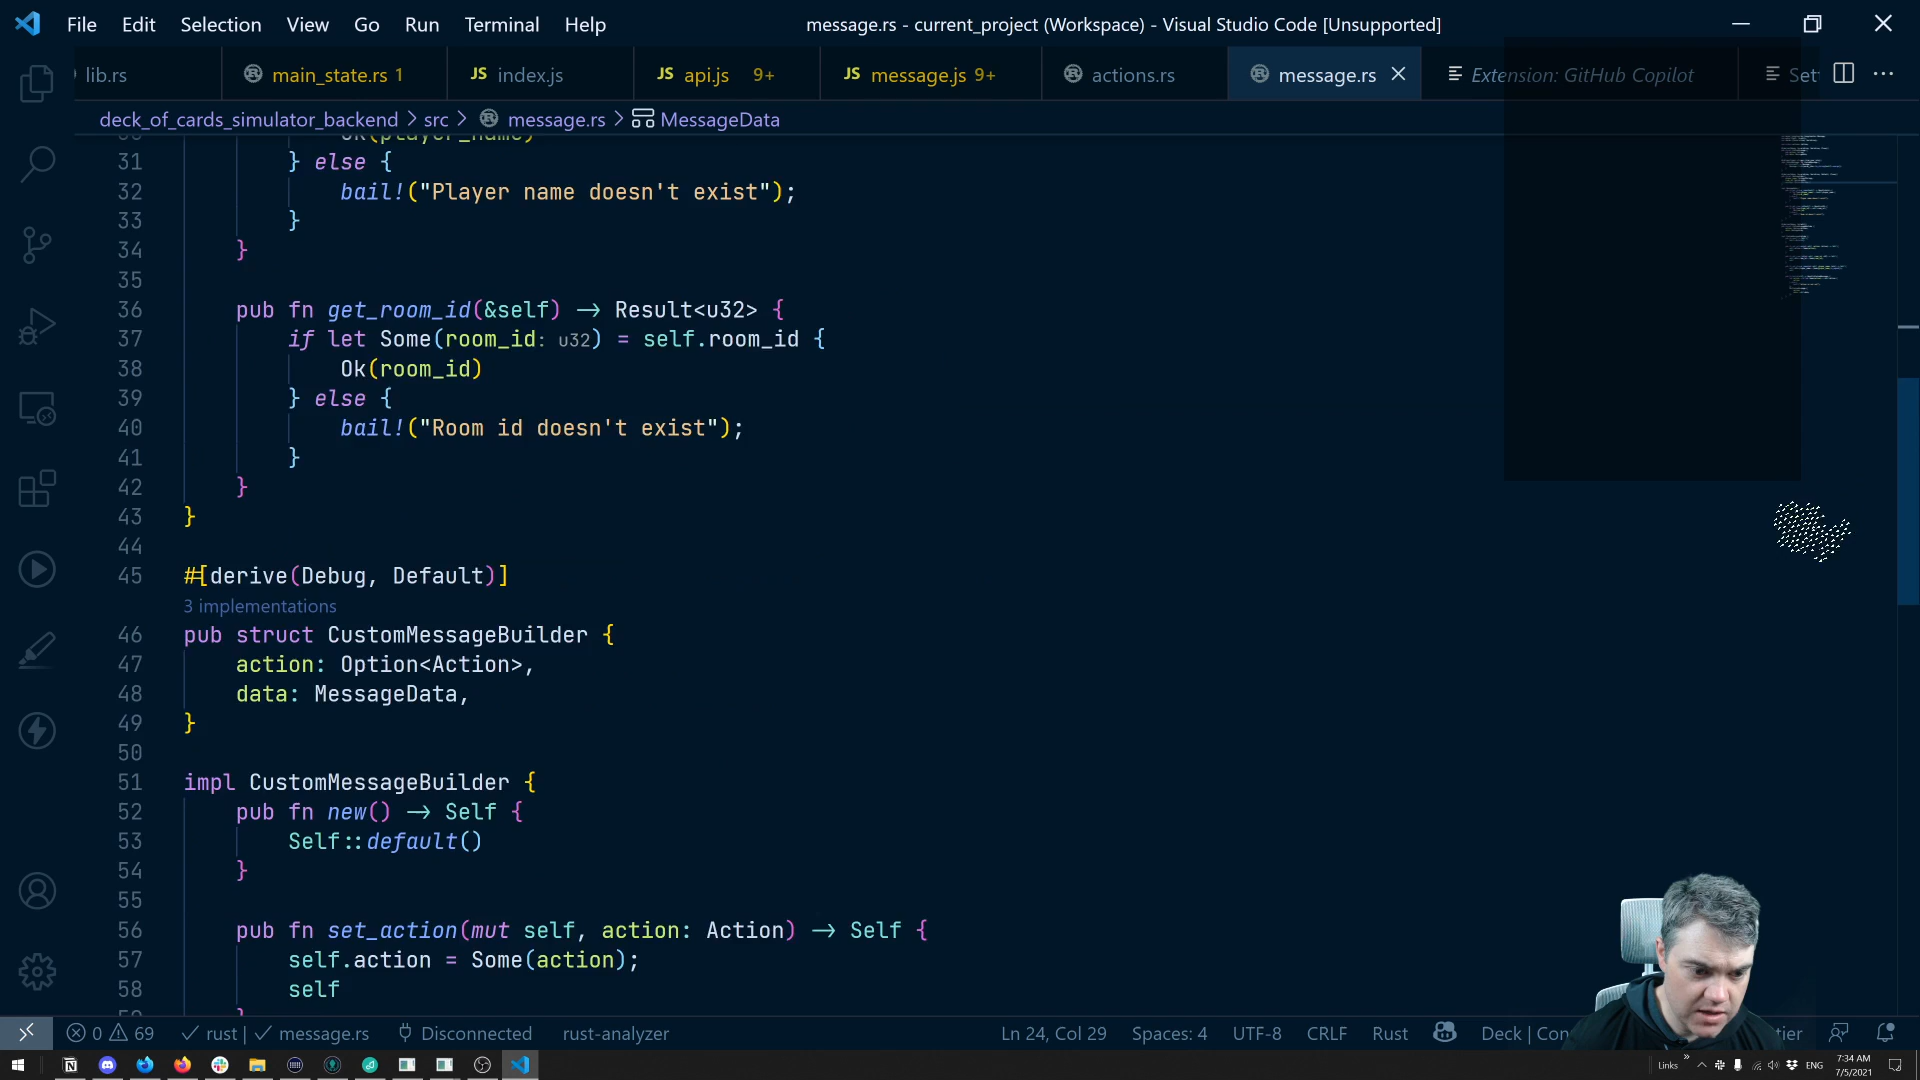 File Edit Selection View Go Run Terminal Help
message.rs - current_project (Workspace) - Visual Studio Code [Unsupported]
lib.rs main_state.rs 1 JS index.js JS api.js 9+ JS message.js 9+ actions.rs message.rs Extension: GitHub Copilot Set
deck_of_cards_simulator_backend > src > message.rs > MessageData
Ok(player_name)
31 } else {
32 bail!("Player name doesn't exist");
33 }
34 }
35
36 pub fn get_room_id(&self) -> Result<u32> {
37 if let Some(room_id: u32) = self.room_id {
38 Ok(room_id)
39 } else {
40 bail!("Room id doesn't exist");
41 }
42 }
43 }
44
45 #[derive(Debug, Default)]
3 implementations
46 pub struct CustomMessageBuilder {
47 action: Option<Action>,
48 data: MessageData,
49 }
50
51 impl CustomMessageBuilder {
52 pub fn new() -> Self {
53 Self::default()
54 }
55
56 pub fn set_action(mut self, action: Action) -> Self {
57 self.action = Some(action);
58 self
0 69 rust | message.rs Disconnected rust-analyzer Ln 24, Col 29 Spaces: 4 UTF-8 CRLF Rust Deck | Con tier
Links ENG 7:34 AM
7/5/2021